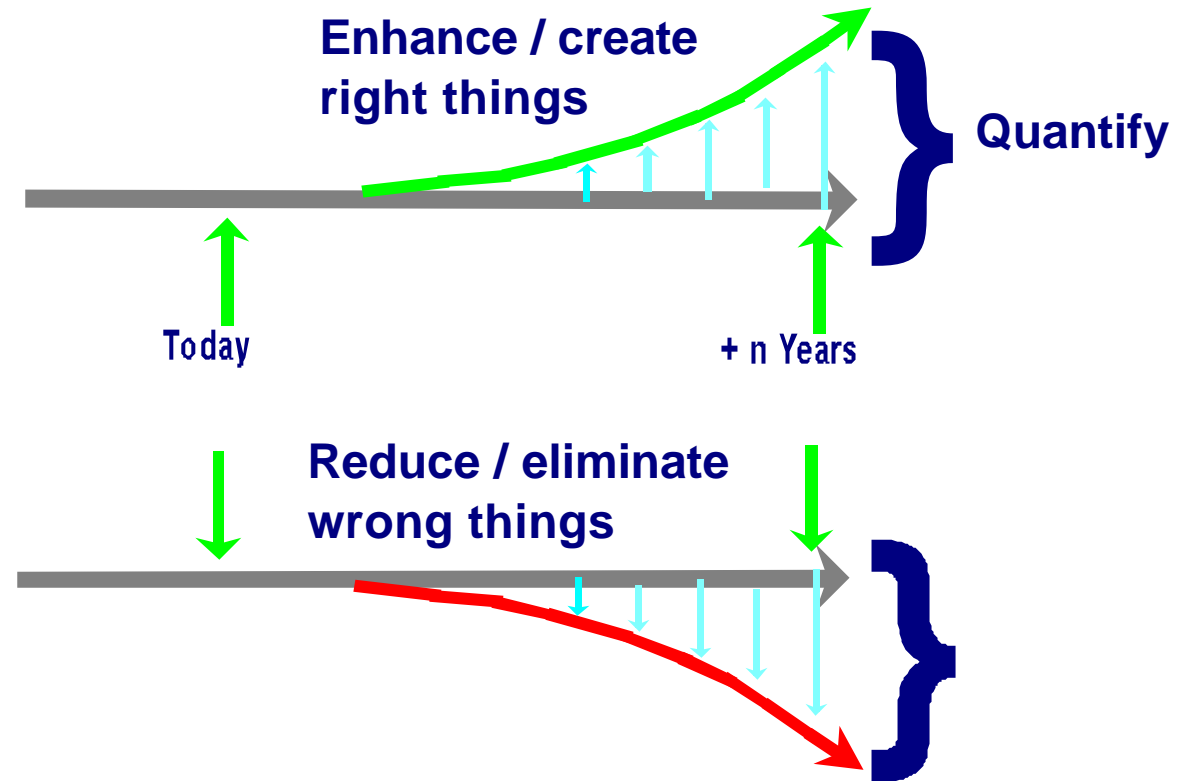 Enhance / create
right things
Quantify
Today
+ n Years
Reduce / eliminate
wrong things